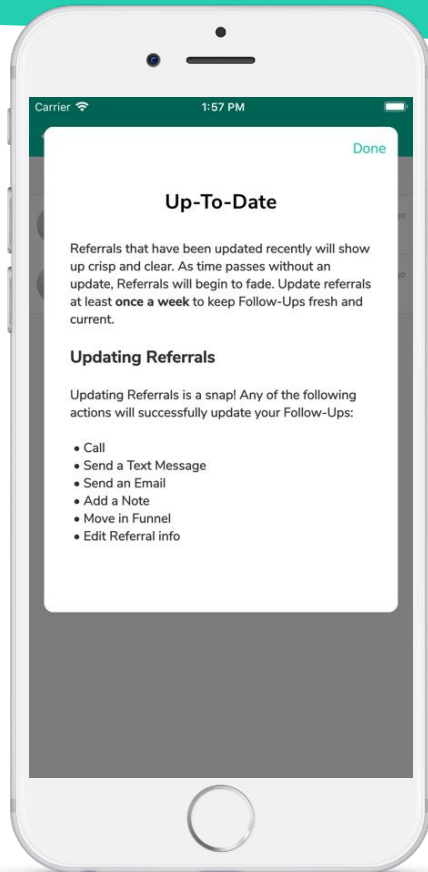 Carrier 1:57 PM
Done
Up-To-Date
Referrals that have been updated recently will show
up crisp and clear. As time passes without an
update, Referrals will begin to fade. Update referrals
at least once a week to keep Follow-Ups fresh and
current.
Updating Referrals
Updating Referrals is a snap! Any of the following
actions will successfully update your Follow-Ups:
• Call
• Send a Text Message
• Send an Email
• Add a Note
• Move in Funnel
• Edit Referral info